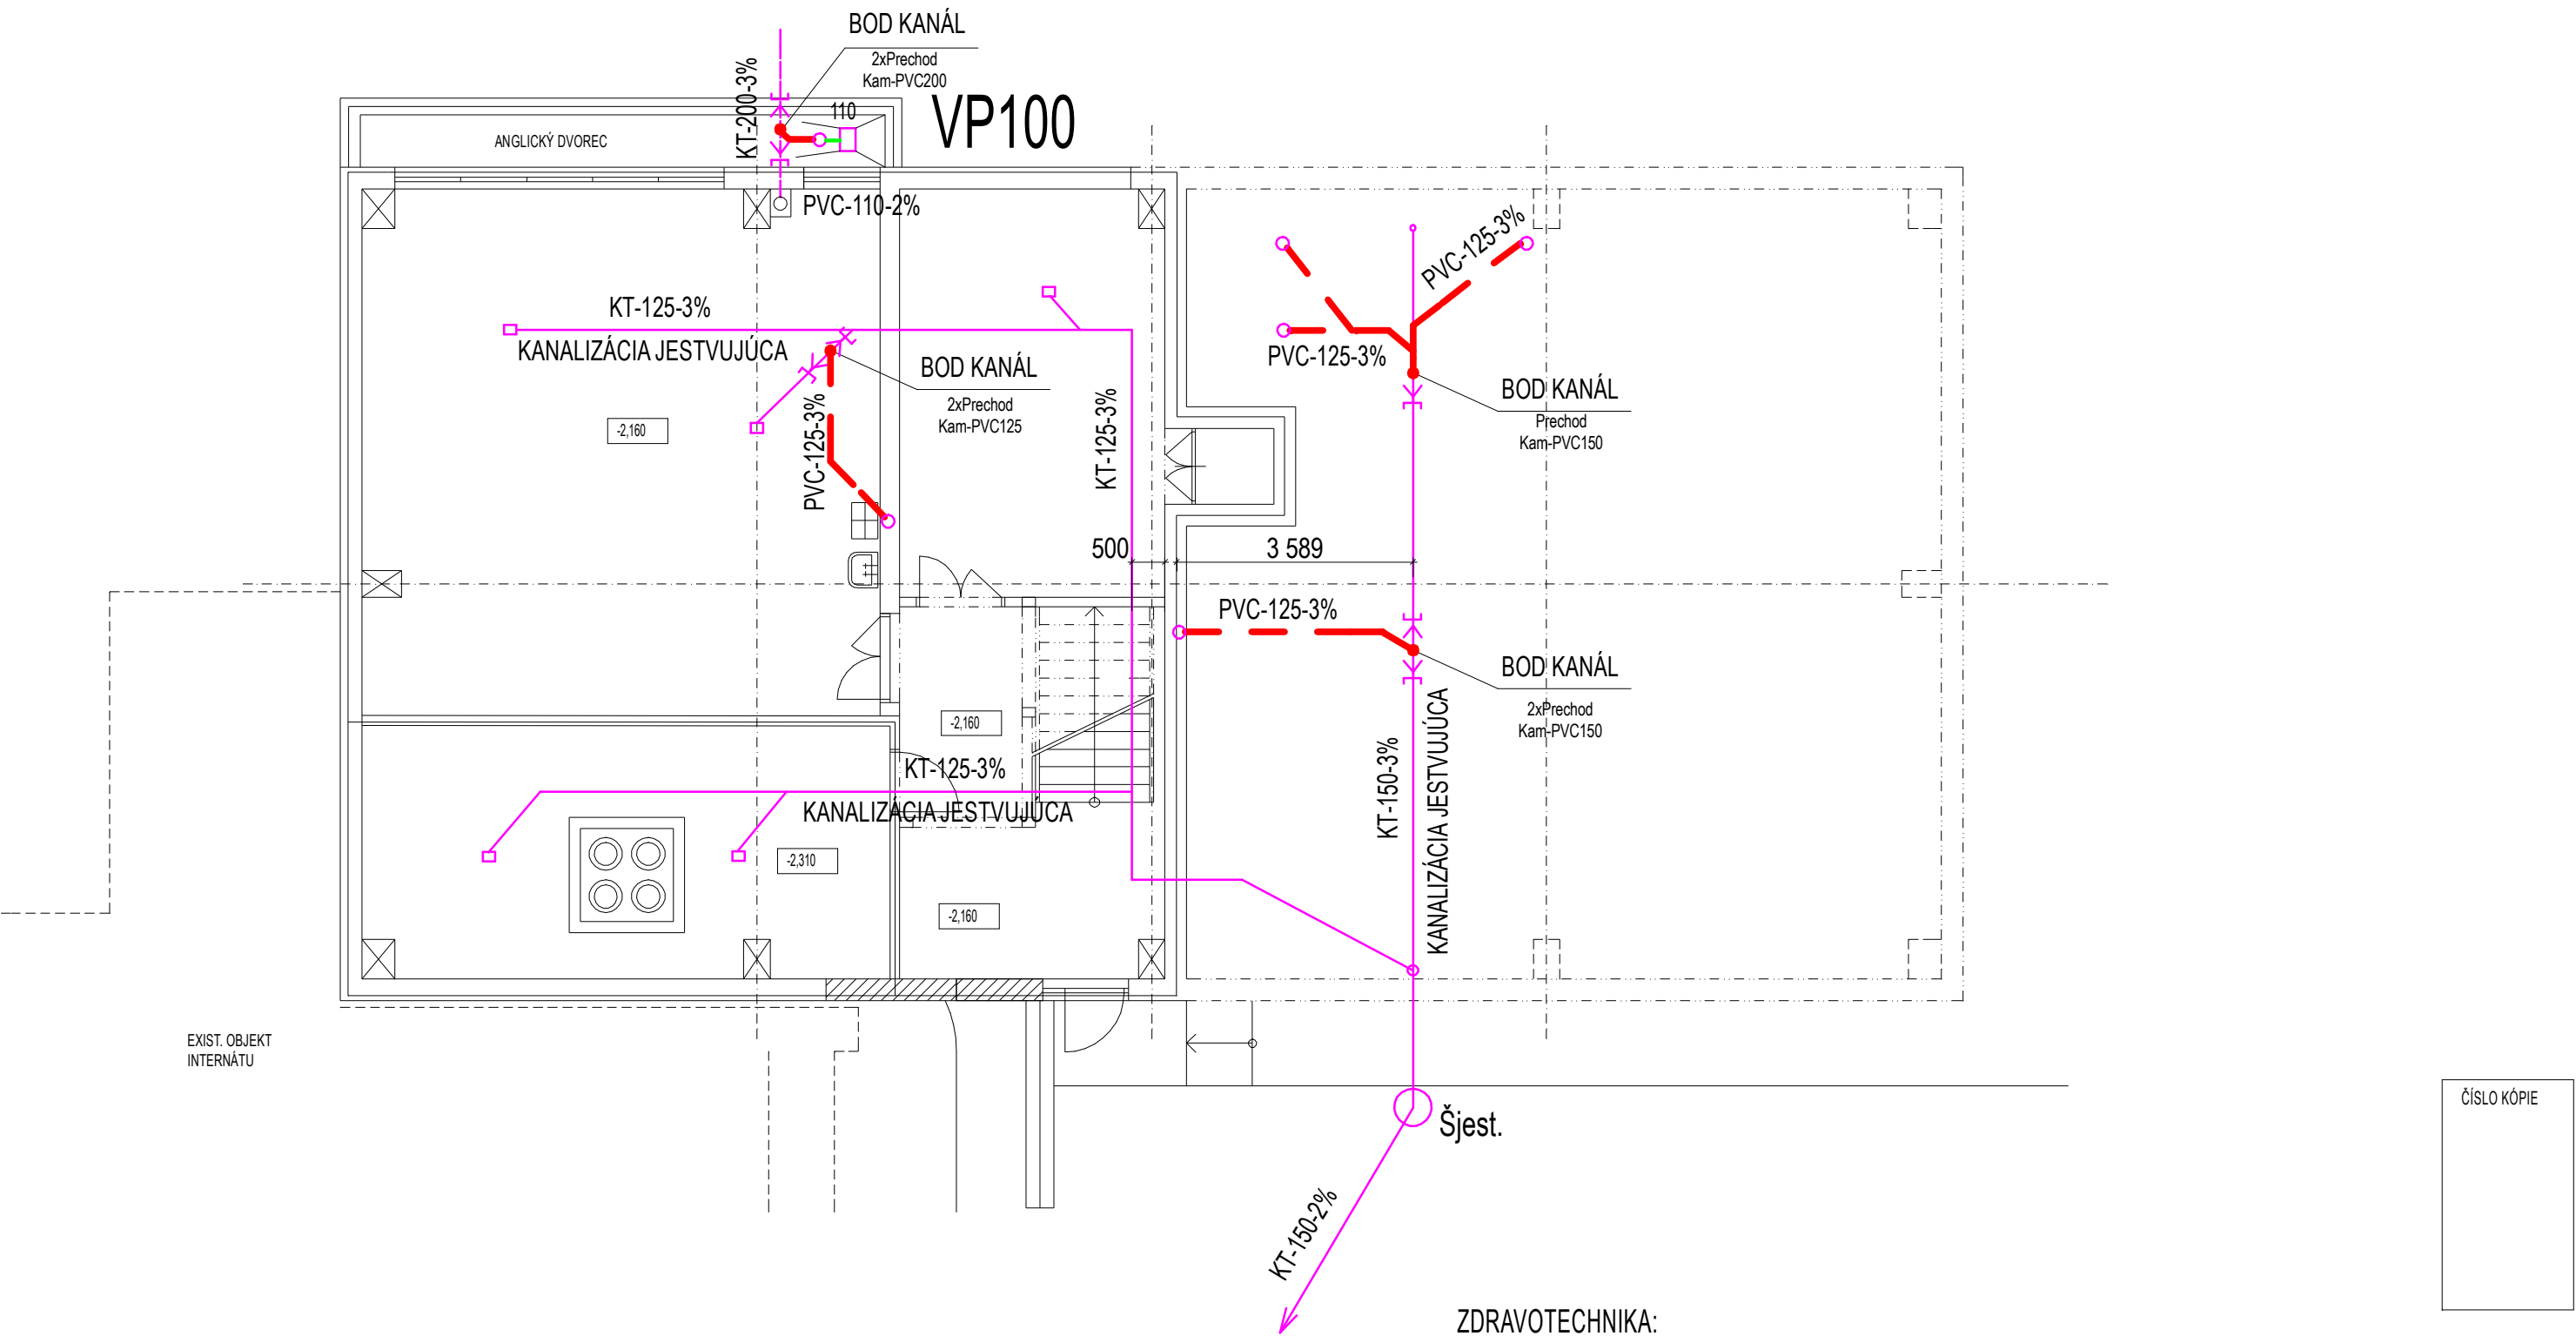 BOD KANÁL
2xPrechod
Kam-PVC200
KT-200-3%
110
VP100
ANGLICKÝ DVOREC
PVC-110-2%
PVC-125-3%
KT-125-3%
KANALIZÁCIA JESTVUJÚCA
BOD KANÁL
2xPrechod
Kam-PVC125
PVC-125-3%
BOD KANÁL
Prechod
Kam-PVC150
-2,160
PVC-125-3%
KT-125-3%
500
3 589
PVC-125-3%
BOD KANÁL
2xPrechod
Kam-PVC150
-2,160
KT-125-3%
KANALIZÁCIA JESTVUJÚCA
KT-150-3%
KANALIZÁCIA JESTVUJÚCA
-2,310
-2,160
EXIST. OBJEKT
INTERNÁTU
ČÍSLO KÓPIE
Šjest.
KT-150-2%
ZDRAVOTECHNIKA: